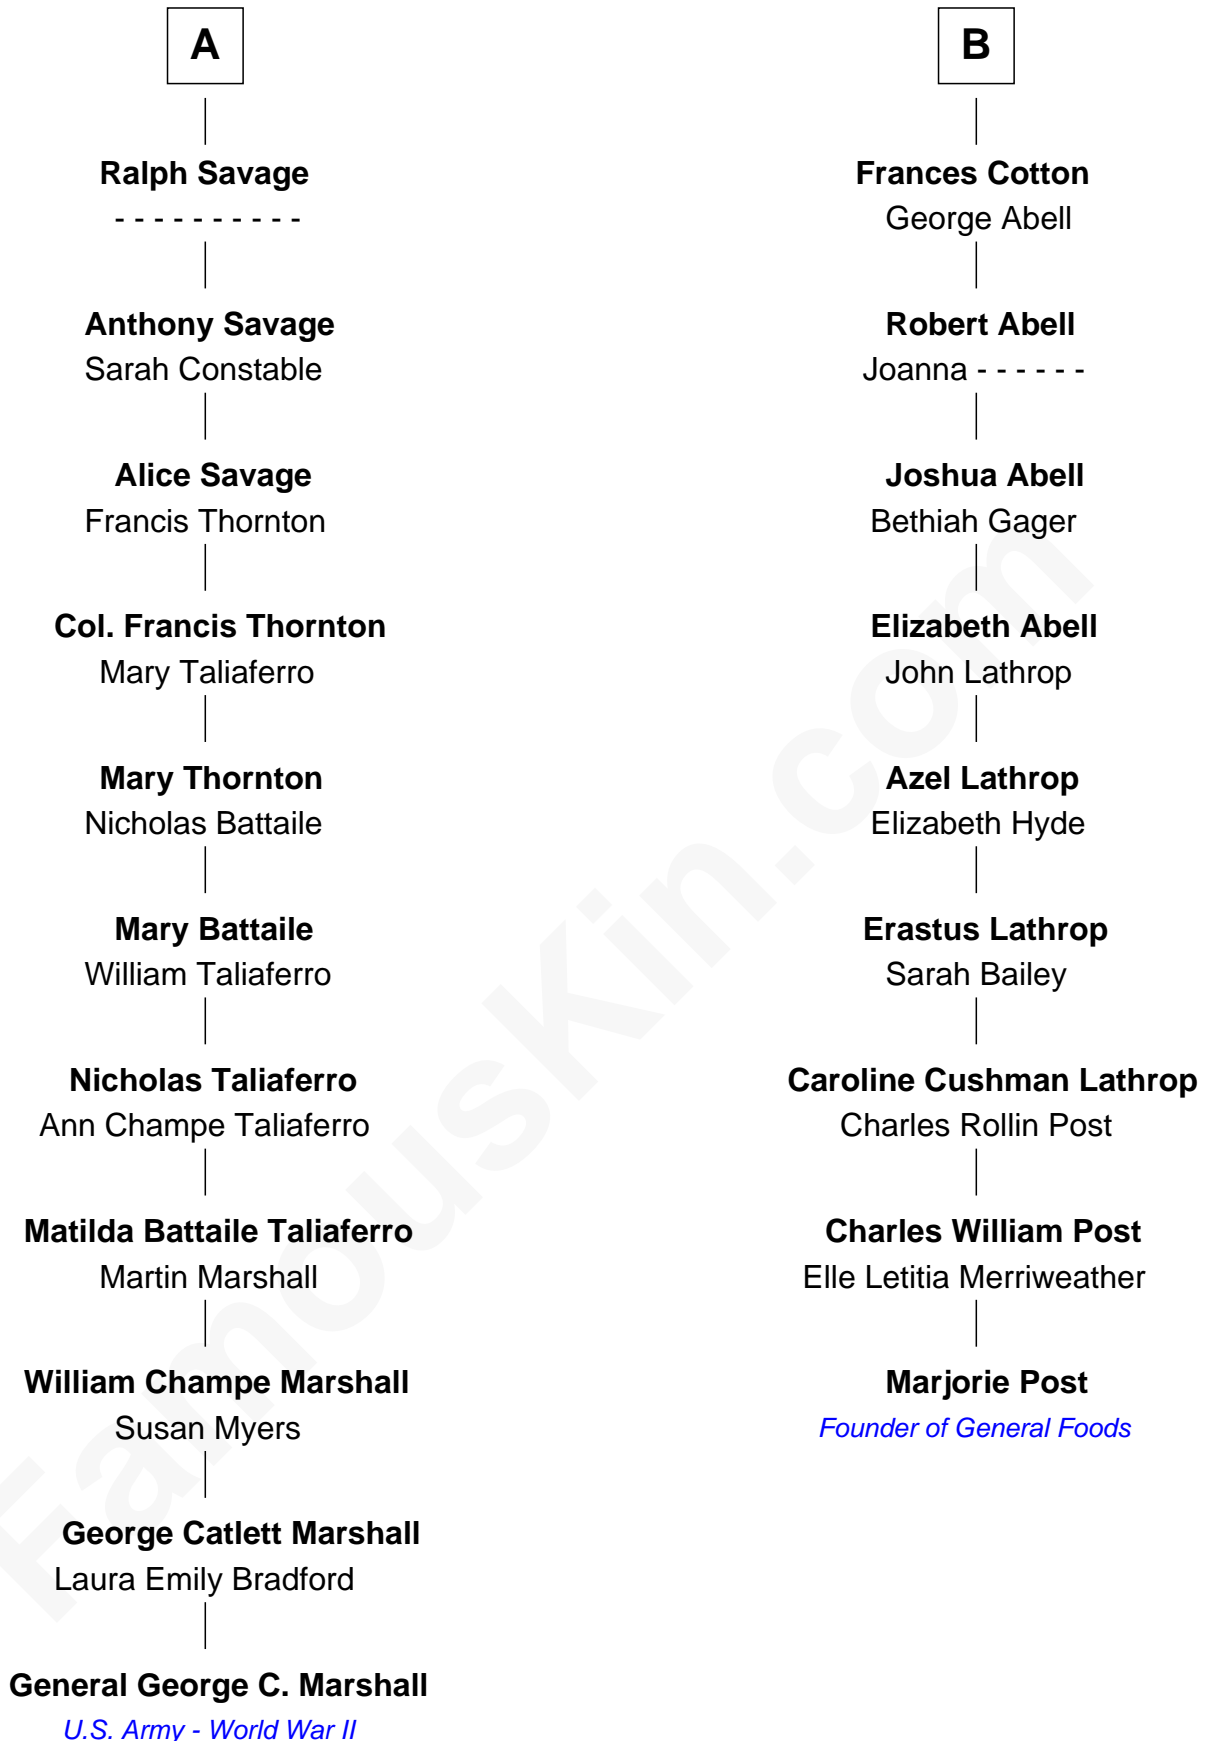 A
Ralph Savage
- - - - - - - - - -
Anthony Savage
Sarah Constable
Alice Savage
Francis Thornton
Col. Francis Thornton
Mary Taliaferro
Mary Thornton
Nicholas Battaile
Mary Battaile
William Taliaferro
Nicholas Taliaferro
Ann Champe Taliaferro
Matilda Battaile Taliaferro
Martin Marshall
William Champe Marshall
Susan Myers
George Catlett Marshall
Laura Emily Bradford
General George C. Marshall
U.S. Army - World War II
B
Frances Cotton
George Abell
Robert Abell
Joanna - - - - - -
Joshua Abell
Bethiah Gager
Elizabeth Abell
John Lathrop
Azel Lathrop
Elizabeth Hyde
Erastus Lathrop
Sarah Bailey
Caroline Cushman Lathrop
Charles Rollin Post
Charles William Post
Elle Letitia Merriweather
Marjorie Post
Founder of General Foods
FamousKin.com